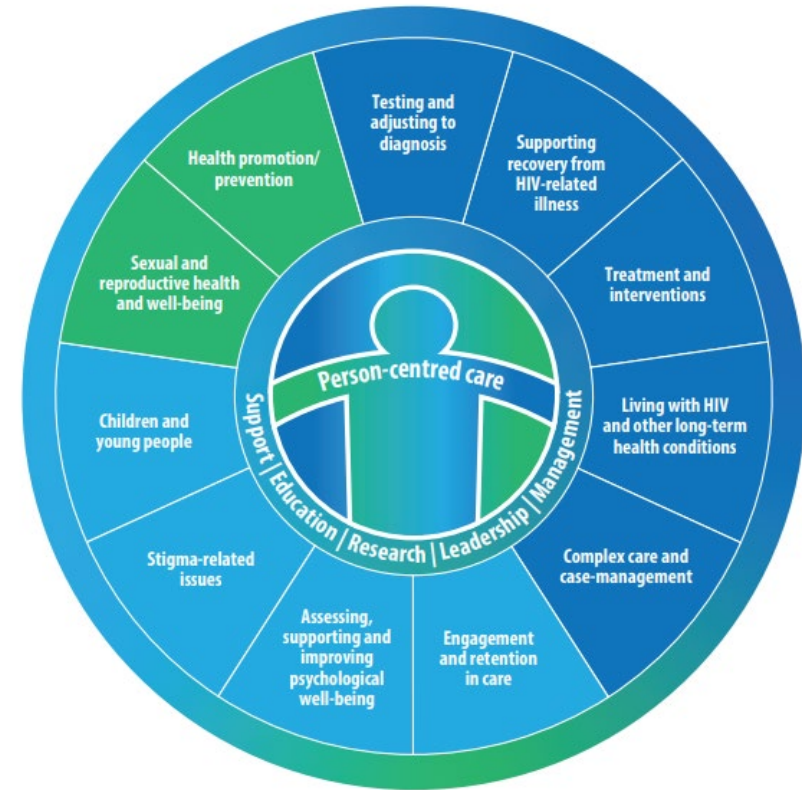 Testing and
adjusting to
diagnosis
Supporting
recovery from
HIV-related
illness
Treatment and
interventions
Living with HIV
and other long-term
health conditions
Complex care and
case-management
Engagement
and retention
in care
Assessing,
supporting and
improving
psychological
well-being
Stigma-related
issues
Children and
young people
Sexual and
reproductive health
and well-being
Health promotion/
prevention
Person-centred care
Support | Education | Research | Leadership | Management